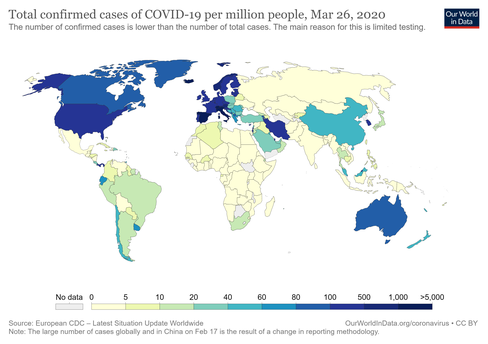 Total confirmed cases of COVID-19 per million people, Mar 26, 2020
The number of confirmed cases is lower than the number of total cases. The main reason for this is limited testing.
Our World
in Data
No data 0 5 10 20 40 60 80 100 500 1,000 >5,000
Source: European CDC – Latest Situation Update Worldwide
OurWorldInData.org/coronavirus • CC BY
Note: The large number of cases globally and in China on Feb 17 is the result of a change in reporting methodology.